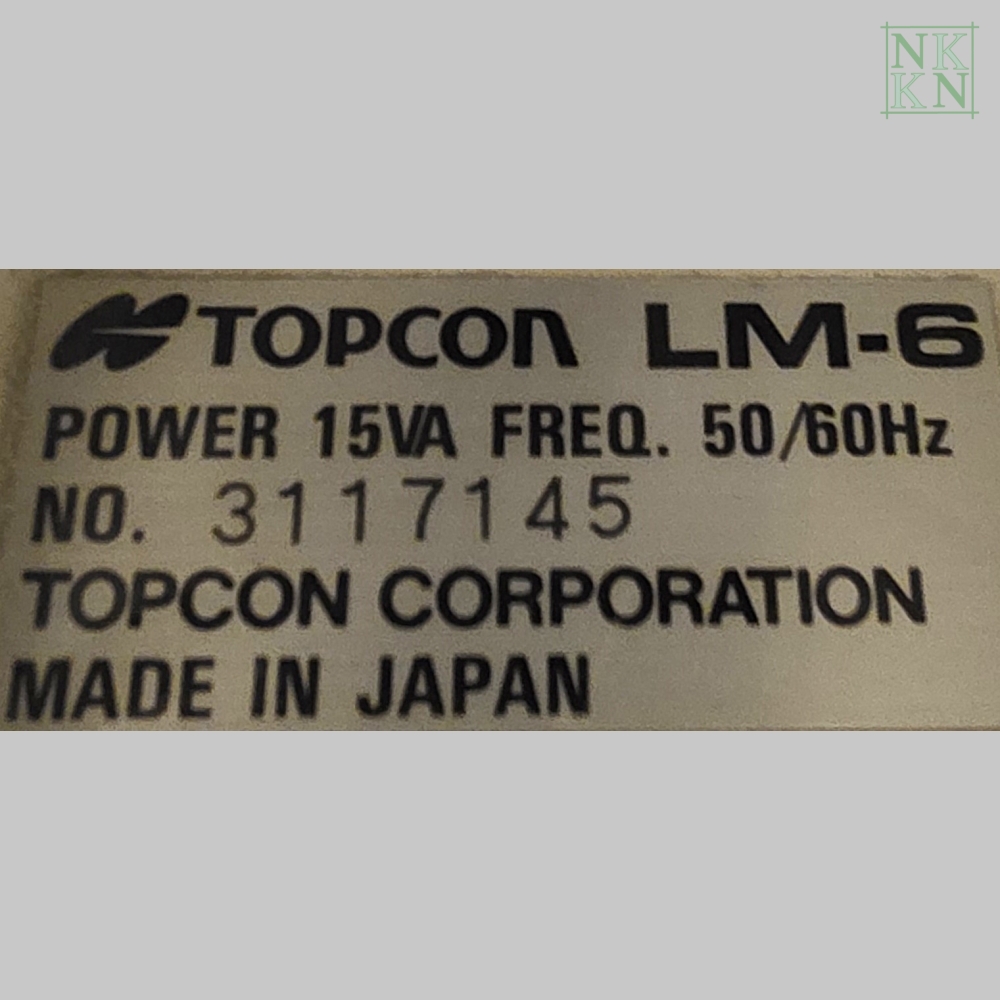 NK
KN
TOPCON LM-6
POWER 15VA FREQ. 50/60Hz
NO. 3117145
TOPCON CORPORATION
MADE IN JAPAN